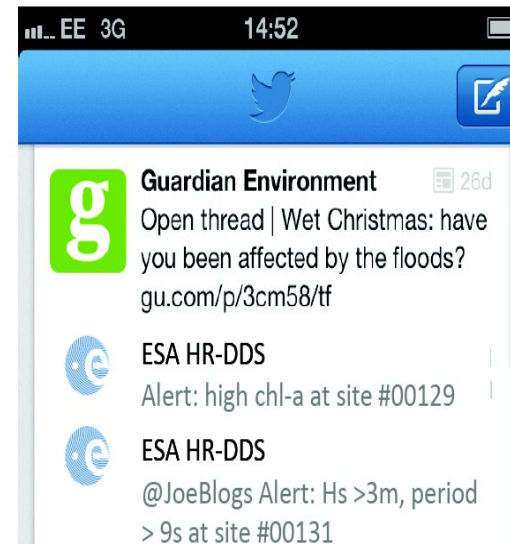 EE 3G 14:52
g Guardian Environment 26d
Open thread | Wet Christmas: have
you been affected by the floods?
gu.com/p/3cm58/tf
e ESA HR-DDS
Alert: high chl-a at site #00129
e ESA HR-DDS
@JoeBlogs Alert: Hs >3m, period
> 9s at site #00131